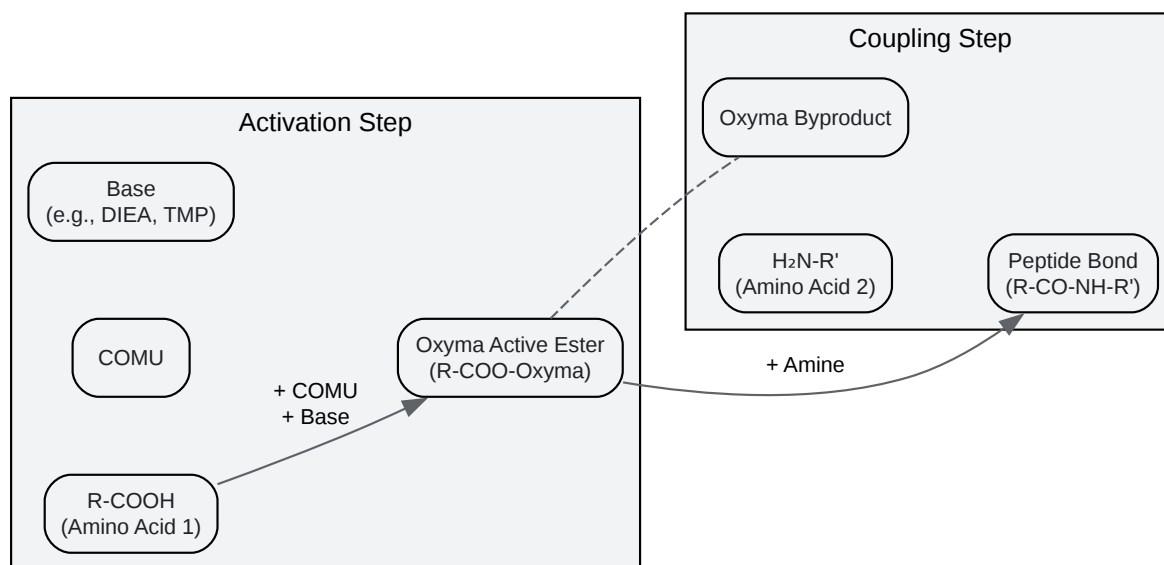 Activation Step
Base
(e.g., DIEA, TMP)
COMU
R-COOH
(Amino Acid 1)
+ COMU
+ Base
Oxyma Active Ester
(R-COO-Oxyma)
Coupling Step
Oxyma Byproduct
H₂N-R'
(Amino Acid 2)
Peptide Bond
(R-CO-NH-R')
+ Amine